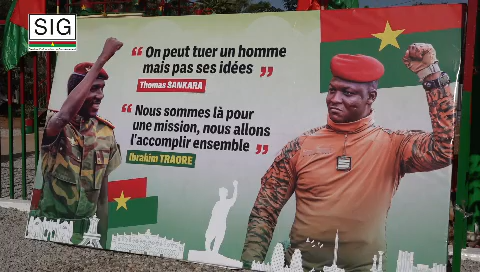 SIG
“ On peut tuer un homme
mais pas ses idées ”
Thomas SANKARA
“ Nous sommes là pour
une mission, nous allons
l'accomplir ensemble ”
Ibrahim TRAORE